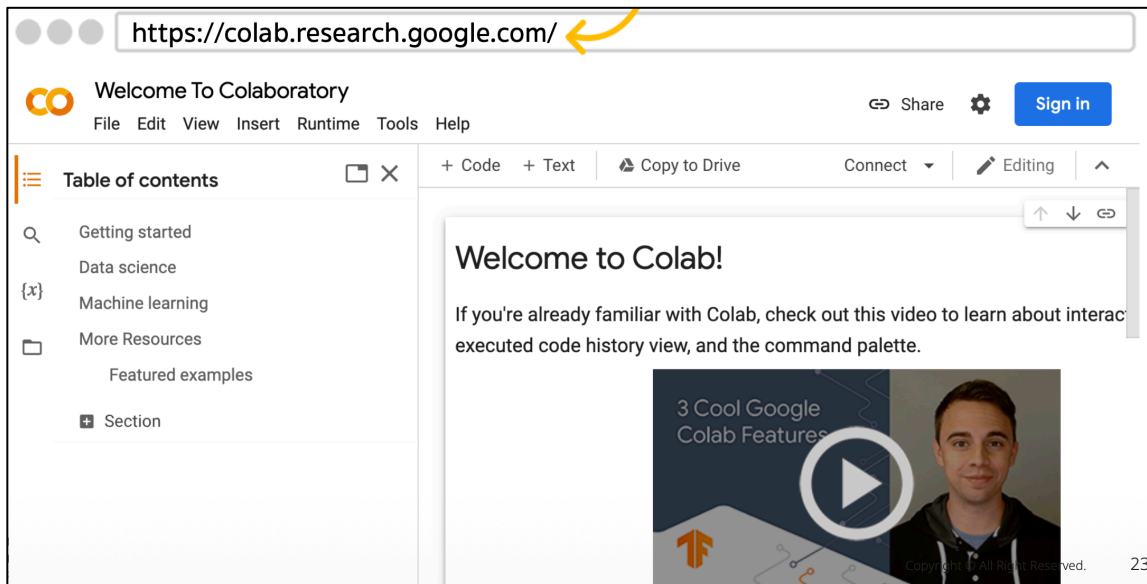 https://colab.research.google.com/
Welcome To Colaboratory
File Edit View Insert Runtime Tools Help
Share
Sign in
Table of contents
+ Code + Text Copy to Drive Connect Editing
Getting started
Data science
{x}
Machine learning
More Resources
Featured examples
Section
Welcome to Colab!
If you're already familiar with Colab, check out this video to learn about interac
executed code history view, and the command palette.
3 Cool Google
Colab Features
Copyright © All Right Reserved.
23